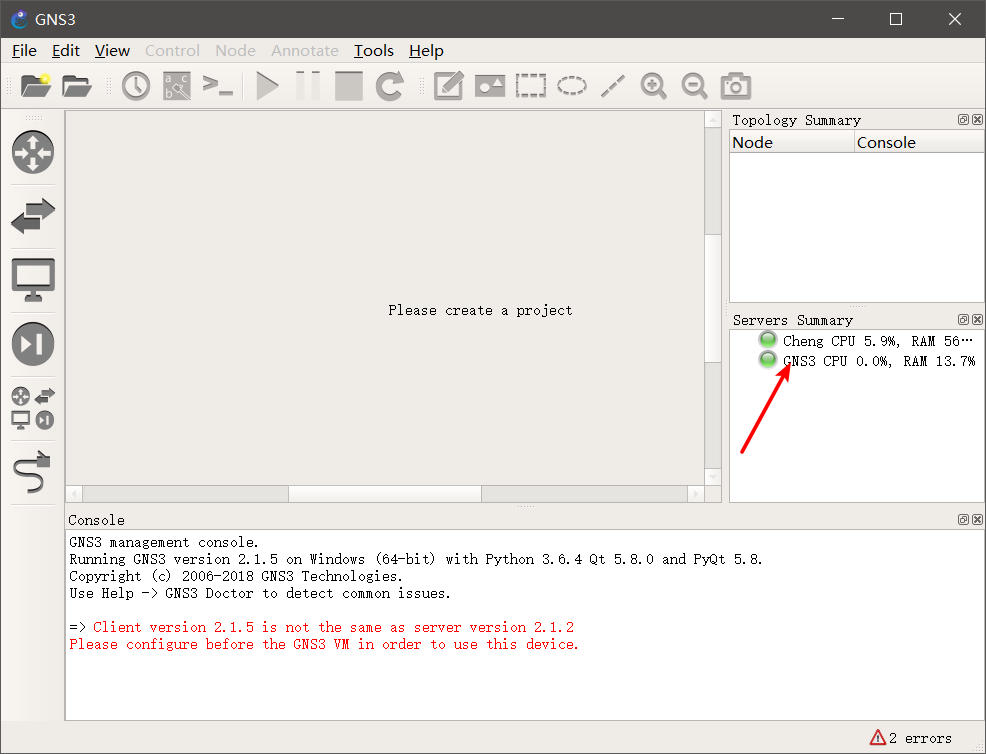 GNS3
File Edit View Control Node Annotate Tools Help
Topology Summary
Node Console
Please create a project
Servers Summary
Cheng CPU 5.9%, RAM 56⋯
GNS3 CPU 0.0%, RAM 13.7%
Console
GNS3 management console.
Running GNS3 version 2.1.5 on Windows (64-bit) with Python 3.6.4 Qt 5.8.0 and PyQt 5.8.
Copyright (c) 2006-2018 GNS3 Technologies.
Use Help -> GNS3 Doctor to detect common issues.
=> Client version 2.1.5 is not the same as server version 2.1.2
Please configure before the GNS3 VM in order to use this device.
2 errors